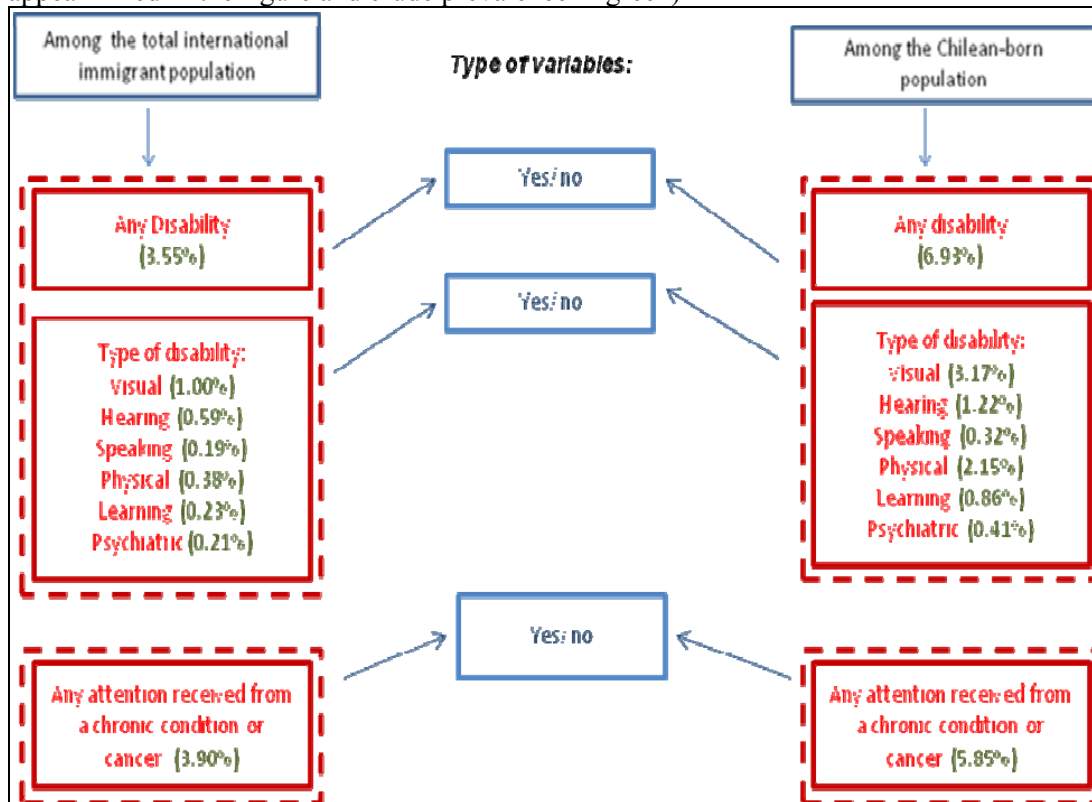 Among the total international
immigrant population
Type of variables:
Among the Chilean-born
population
Yes/no
Any Disability
(3.55%)
Any disability
(6.93%)
Yes/no
Type of disability:
Visual (1.00%)
Hearing (0.59%)
Speaking (0.19%)
Physical (0.38%)
Learning (0.23%)
Psychiatric (0.21%)
Type of disability:
Visual (3.17%)
Hearing (1.22%)
Speaking (0.32%)
Physical (2.15%)
Learning (0.86%)
Psychiatric (0.41%)
Yes/no
Any attention received from
a chronic condition or
cancer (3.90%)
Any attention received from
a chronic condition or
cancer (5.85%)